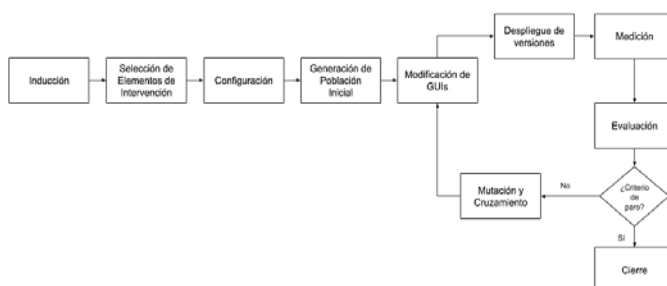 Inducción
Selección de
Elementos de
Intervención
Configuración
Generación de
Población
Inicial
Modificación de
GUIs
Despliegue de
versiones
Medición
Evaluación
¿Criterio
de
paro?
No
Mutación y
Cruzamiento
Sí
Cierre